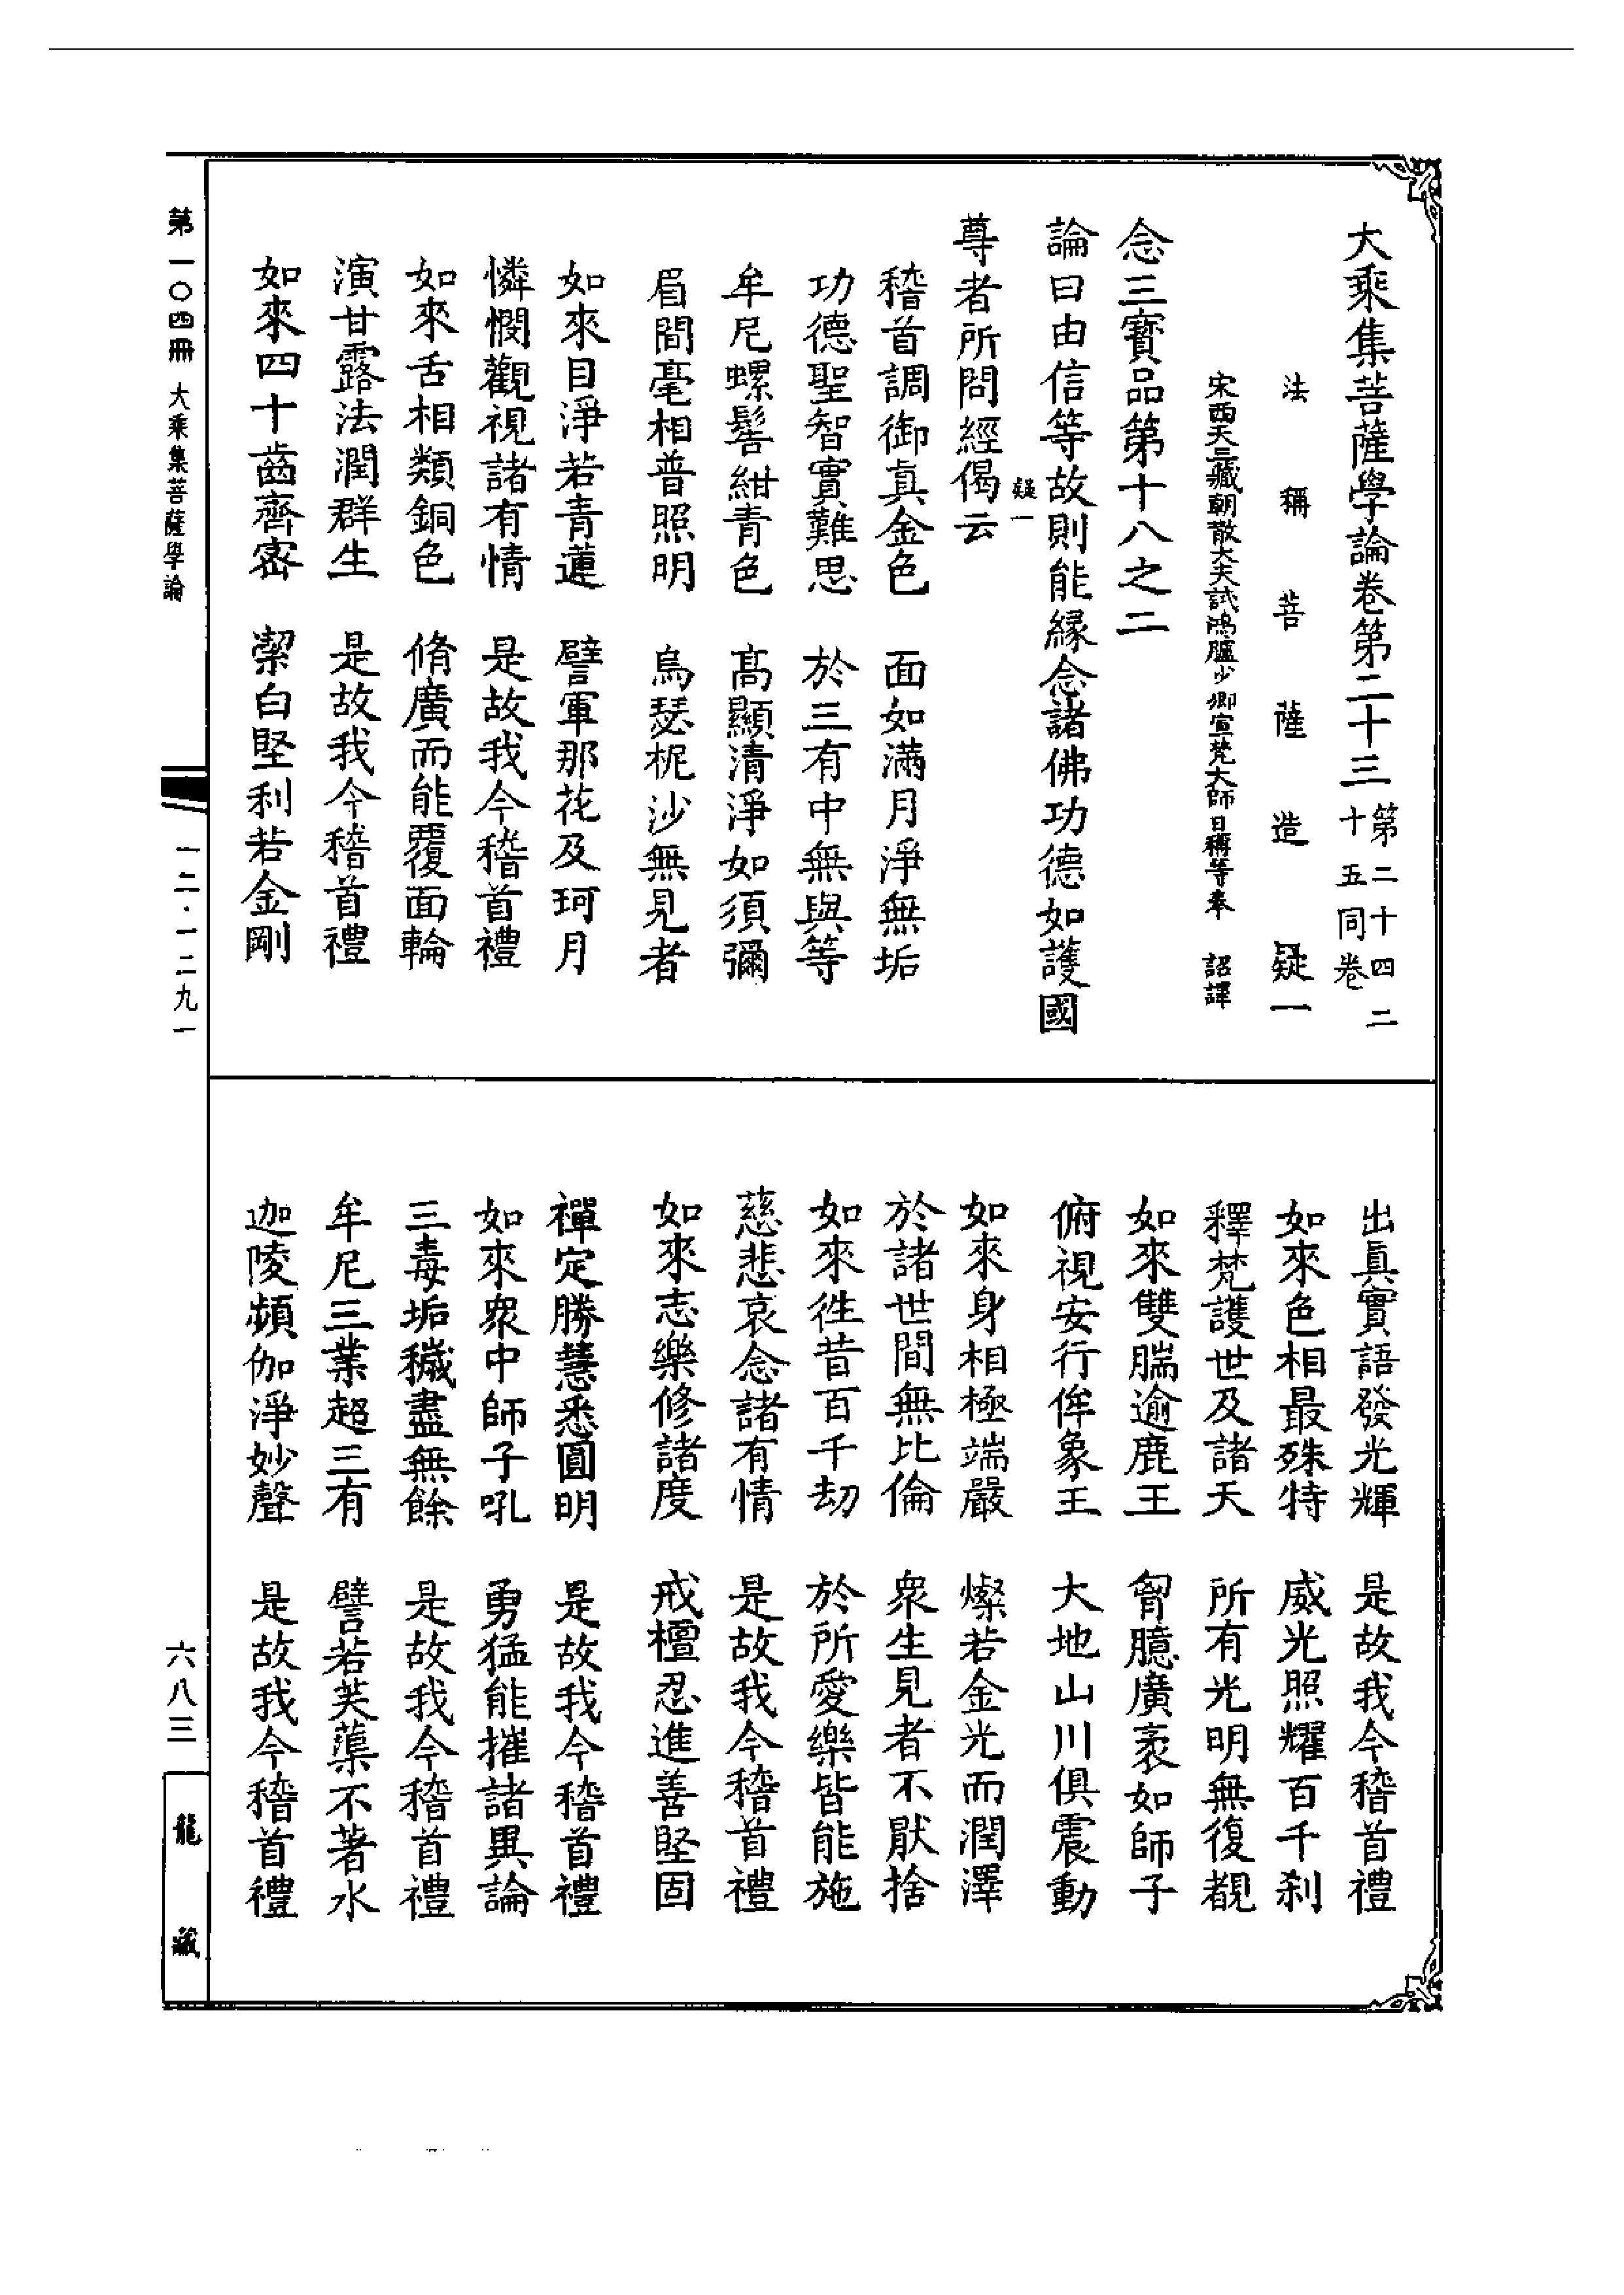 大乘集菩薩學論卷第二十三 第二十四二十五同卷
法稱菩薩造 疑一
宋西天三藏朝散大夫試鴻臚少卿宣梵大師日稱等奉 詔譯
念三寶品第十八之二
論曰由信等故則能緣念諸佛功德如護國
疑一
尊者所問經偈云
稽首調御真金色 面如滿月淨無垢
功德聖智實難思 於三有中無與等
牟尼螺髻紺青色 高顯清淨如須彌
眉間毫相普照明 烏瑟柅沙無見者
如來目淨若青蓮 譬軍那花及珂月
憐憫觀視諸有情 是故我今稽首禮
如來舌相類銅色 脩廣而能覆面輪
演甘露法潤群生 是故我今稽首禮
如來四十齒齊密 潔白堅利若金剛
出真實語發光輝 是故我今稽首禮
如來色相最殊特 威光照耀百千剎
釋梵護世及諸天 所有光明無復覩
如來雙腨逾鹿王 胷臆廣袤如師子
俯視安行侔象王 大地山川俱震動
如來身相極端嚴 燦若金光而潤澤
於諸世間無比倫 衆生見者不厭捨
如來徃昔百千劫 於所愛樂皆能施
慈悲哀念諸有情 是故我今稽首禮
如來志樂修諸度 戒檀忍進善堅固
禪定勝慧悉圓明 是故我今稽首禮
如來衆中師子吼 勇猛能摧諸異論
三毒垢穢盡無餘 是故我今稽首禮
牟尼三業超三有 譬若芙蕖不著水
迦陵頻伽淨妙聲 是故我今稽首禮
第一〇四冊 大乘集菩薩學論
一二·一二九一
六八三
龍藏